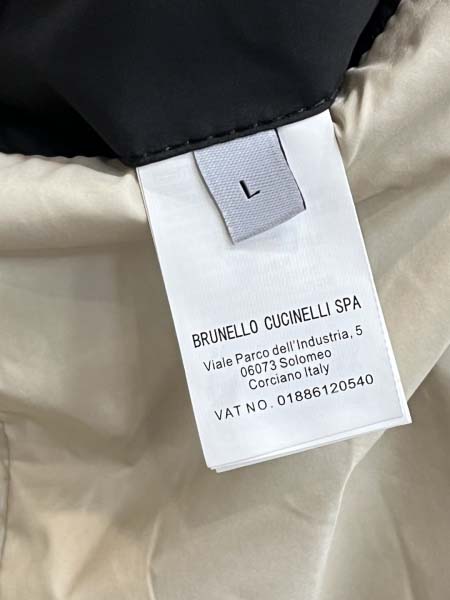 L
BRUNELLO CUCINELLI SPA
Viale Parco dell'Industria, 5
06073 Solomeo
Corciano Italy
VAT NO. 01886120540